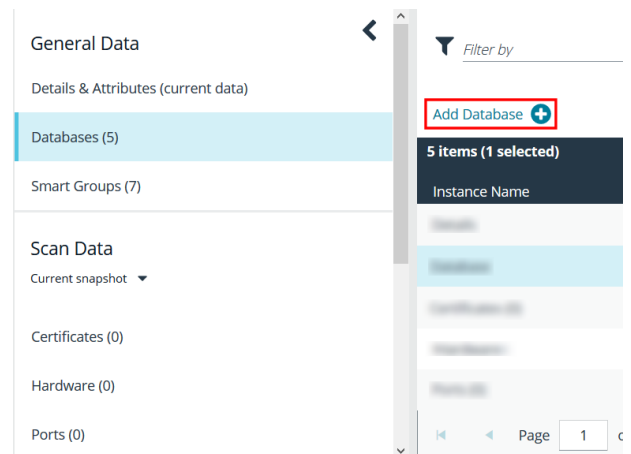 General Data
Details & Attributes (current data)
Databases (5)
Smart Groups (7)
Scan Data
Current snapshot
Certificates (0)
Hardware (0)
Ports (0)
Filter by
Add Database
5 items (1 selected)
Instance Name
Page 1